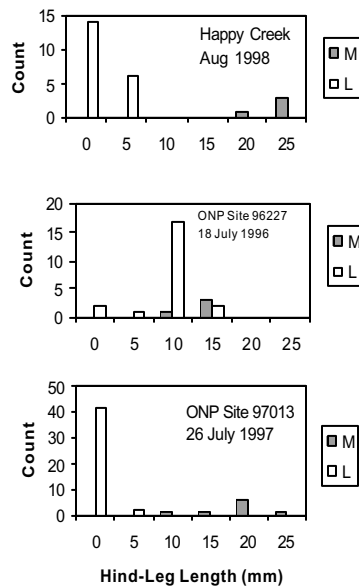 15
10
5
0
Count
Happy Creek
Aug 1998
M
L
0 5 10 15 20 25
20
15
10
5
0
Count
ONP Site 96227
18 July 1996
M
L
0 5 10 15 20 25
50
40
30
20
10
0
Count
ONP Site 97013
26 July 1997
M
L
0 5 10 15 20 25
Hind-Leg Length (mm)